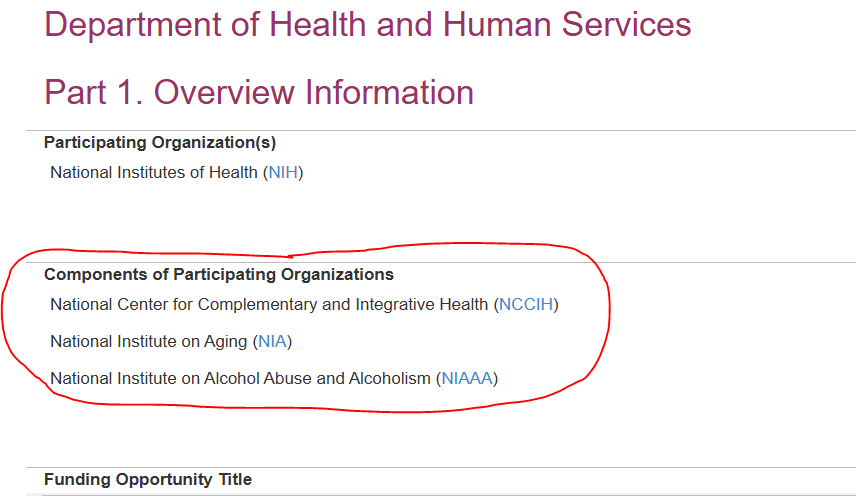 Department of Health and Human Services
Part 1. Overview Information
Participating Organization(s)
National Institutes of Health (NIH)
Components of Participating Organizations
National Center for Complementary and Integrative Health (NCCIH)
National Institute on Aging (NIA)
National Institute on Alcohol Abuse and Alcoholism (NIAAA)
Funding Opportunity Title